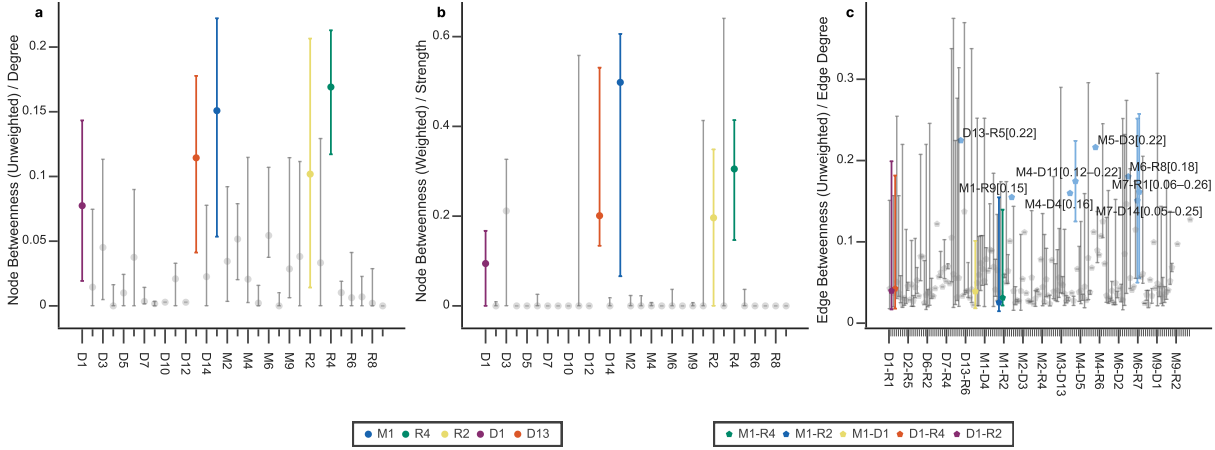 a
Node Betweenness (Unweighted) / Degree
0.2
0.15
0.1
0.05
0
D1
D3
D5
D7
D10
D12
D14
M2
M4
M6
M9
R2
R4
R6
R8
b
Node Betweenness (Weighted) / Strength
0.6
0.4
0.2
0
D1
D3
D5
D7
D10
D12
D14
M2
M4
M6
M9
R2
R4
R6
R8
c
Edge Betweenness (Unweighted) / Edge Degree
0.3
0.2
0.1
0
D13-R5[0.22]
M5-D3[0.22]
M4-D11[0.12–0.22]
M6-R8[0.18]
M1-R9[0.15]
M7-R1[0.06–0.26]
M4-D4[0.16]
M7-D14[0.05–0.25]
D1-R1
D2-R5
D6-R2
D7-R4
D13-R6
M1-D4
M1-R2
M2-D3
M2-R4
M3-D13
M4-D5
M4-R6
M6-D2
M6-R7
M9-D1
M9-R2
M1 R4 R2 D1 D13
M1-R4 M1-R2 M1-D1 D1-R4 D1-R2